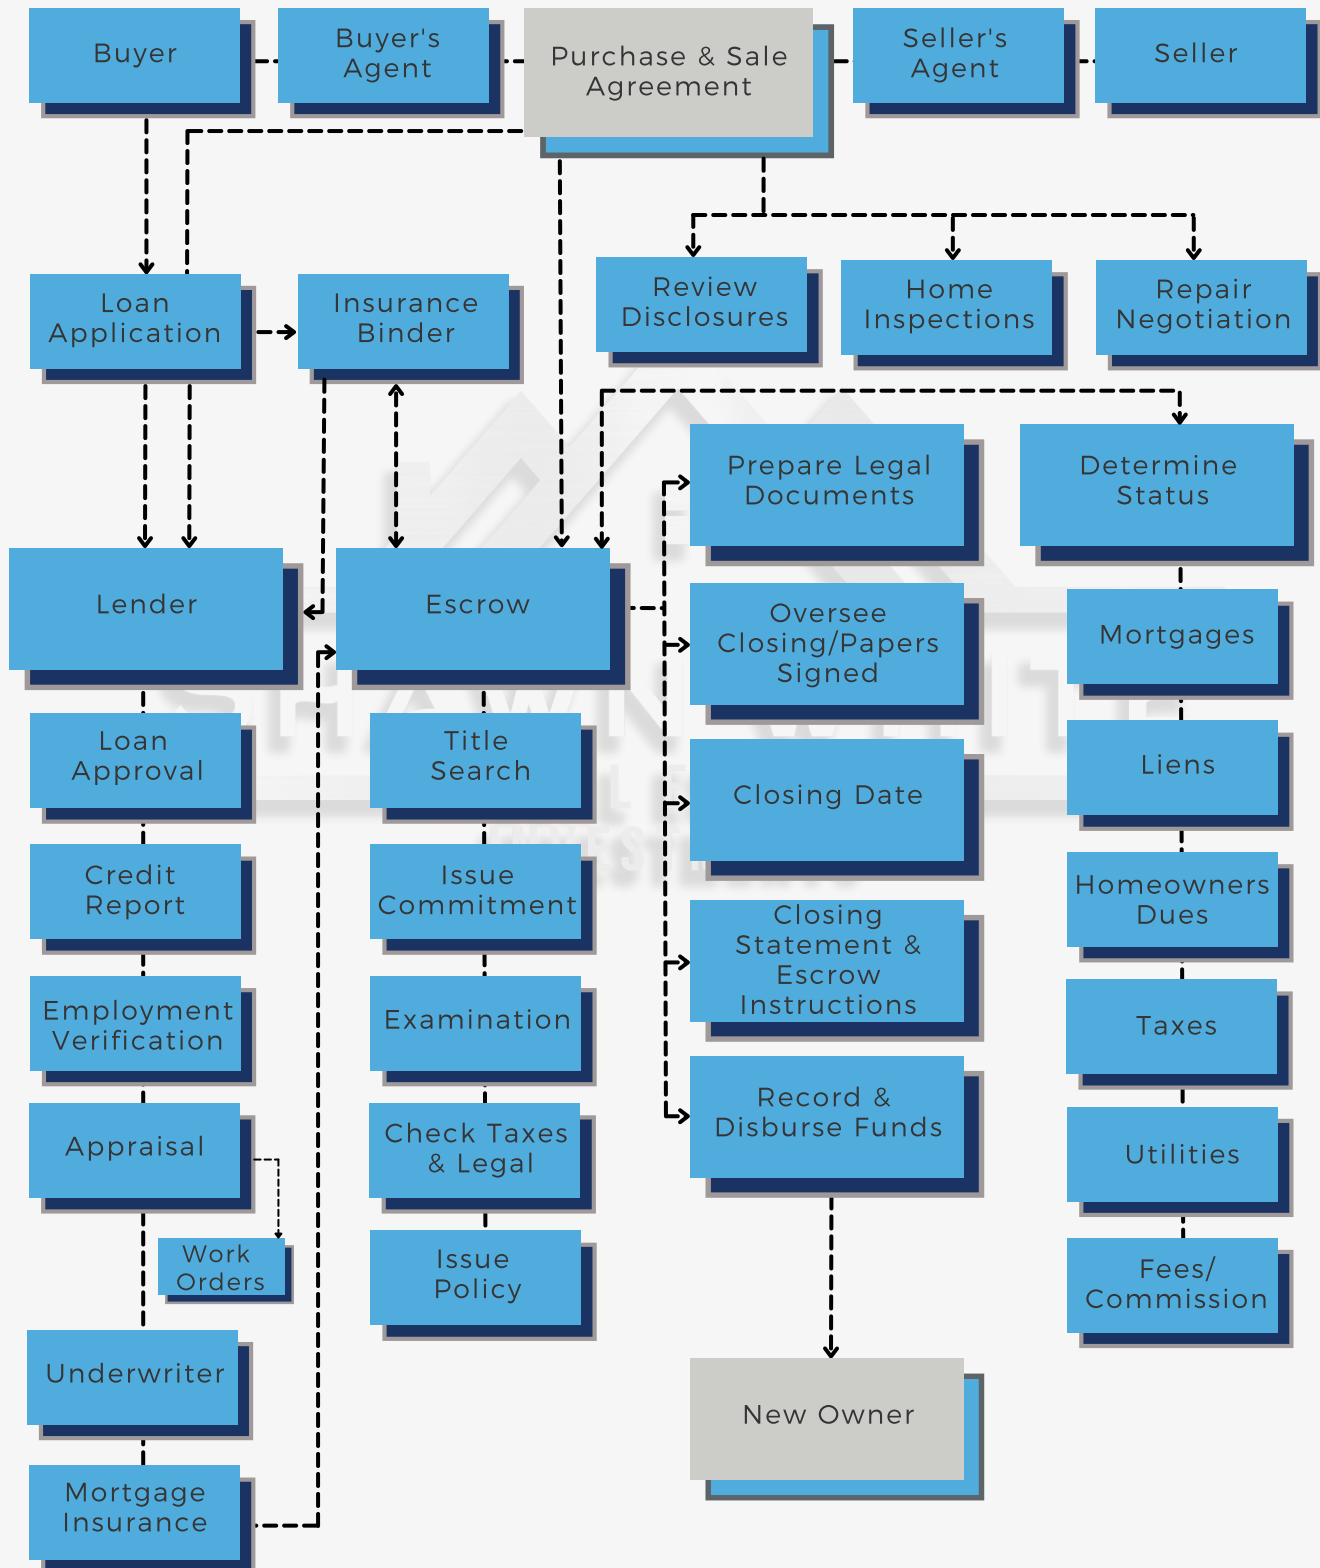 Buyer
Buyer's
Agent
Purchase & Sale
Agreement
Seller's
Agent
Seller
Loan
Application
Insurance
Binder
Review
Disclosures
Home
Inspections
Repair
Negotiation
Lender
Escrow
Prepare Legal
Documents
Determine
Status
Oversee
Closing/Papers
Signed
Mortgages
Loan
Approval
Title
Search
Closing Date
Liens
Credit
Report
Issue
Commitment
Closing
Statement &
Escrow
Instructions
Homeowners
Dues
Employment
Verification
Examination
Taxes
Appraisal
Check Taxes
& Legal
Record &
Disburse Funds
Utilities
Work
Orders
Issue
Policy
Fees/
Commission
Underwriter
New Owner
Mortgage
Insurance